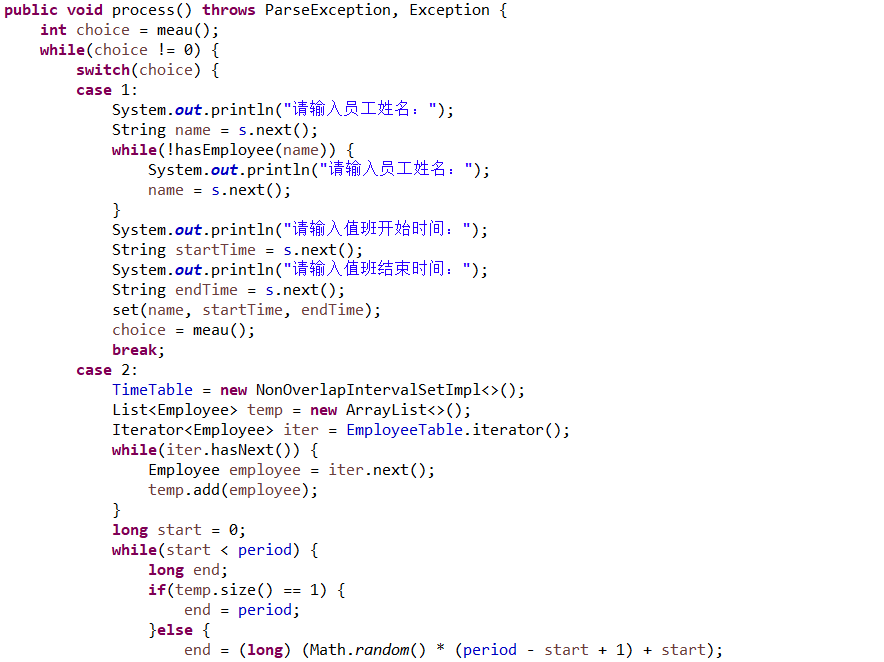 public void process() throws ParseException, Exception {
    int choice = meau();
    while(choice != 0) {
        switch(choice) {
        case 1:
            System.out.println("请输入员工姓名：");
            String name = s.next();
            while(!hasEmployee(name)) {
                System.out.println("请输入员工姓名：");
                name = s.next();
            }
            System.out.println("请输入值班开始时间：");
            String startTime = s.next();
            System.out.println("请输入值班结束时间：");
            String endTime = s.next();
            set(name, startTime, endTime);
            choice = meau();
            break;
        case 2:
            TimeTable = new NonOverlapIntervalSetImpl<>();
            List<Employee> temp = new ArrayList<>();
            Iterator<Employee> iter = EmployeeTable.iterator();
            while(iter.hasNext()) {
                Employee employee = iter.next();
                temp.add(employee);
            }
            long start = 0;
            while(start < period) {
                long end;
                if(temp.size() == 1) {
                    end = period;
                }else {
                    end = (long) (Math.random() * (period - start + 1) + start);